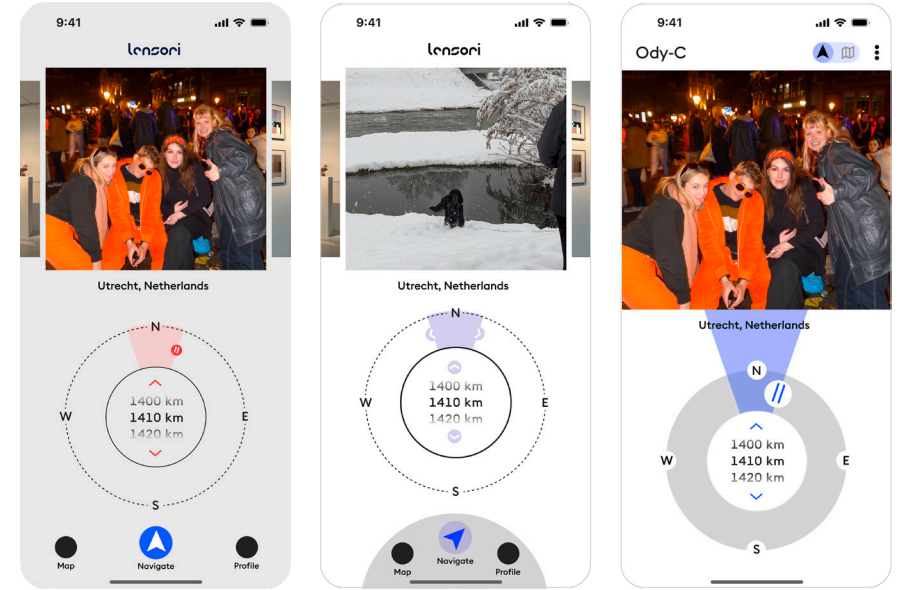 9:41
lensori
Utrecht, Netherlands
N
W
E
S
1400 km
1410 km
1420 km
Map
Navigate
Profile
9:41
lensori
Utrecht, Netherlands
N
W
E
S
1400 km
1410 km
1420 km
Map
Navigate
Profile
9:41
Ody-C
Utrecht, Netherlands
N
W
E
S
1400 km
1410 km
1420 km